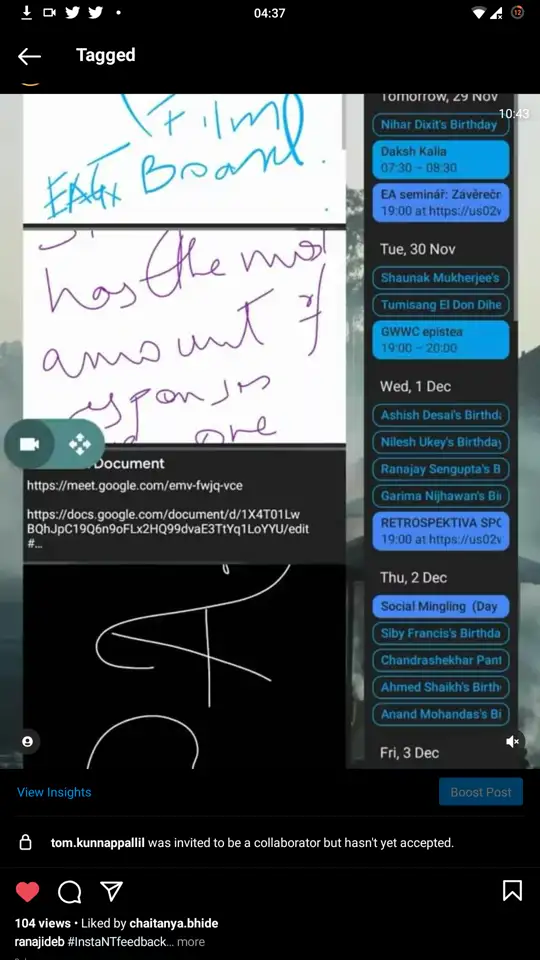 04:37
12
Tagged
Film
EAGx Board.
has the most
amount of
responses
one
Document
https://meet.google.com/emv-fwjq-vce
https://docs.google.com/document/d/1X4T01Lw
BQhJpC19Q6n9oFLx2HQ99dvaE3TtYq1LoYYU/edit
#...
Tomorrow, 29 Nov
10:43
Nihar Dixit's Birthday
Daksh Kalia
07:30 – 08:30
EA seminář: Závěrečn
19:00 at https://us02v
Tue, 30 Nov
Shaunak Mukherjee's
Tumisang El Don Dihe
GWWC epistea
19:00 – 20:00
Wed, 1 Dec
Ashish Desai's Birthda
Nilesh Ukey's Birthday
Ranajay Sengupta's B
Garima Nijhawan's Bi
RETROSPEKTIVA SPO
19:00 at https://us02v
Thu, 2 Dec
Social Mingling (Day
Siby Francis's Birthda
Chandrashekhar Pant
Ahmed Shaikh's Birth
Anand Mohandas's Bi
Fri, 3 Dec
View Insights
Boost Post
tom.kunnappallil was invited to be a collaborator but hasn't yet accepted.
104 views • Liked by chaitanya.bhide
ranajideb #InstaNTfeedback... more